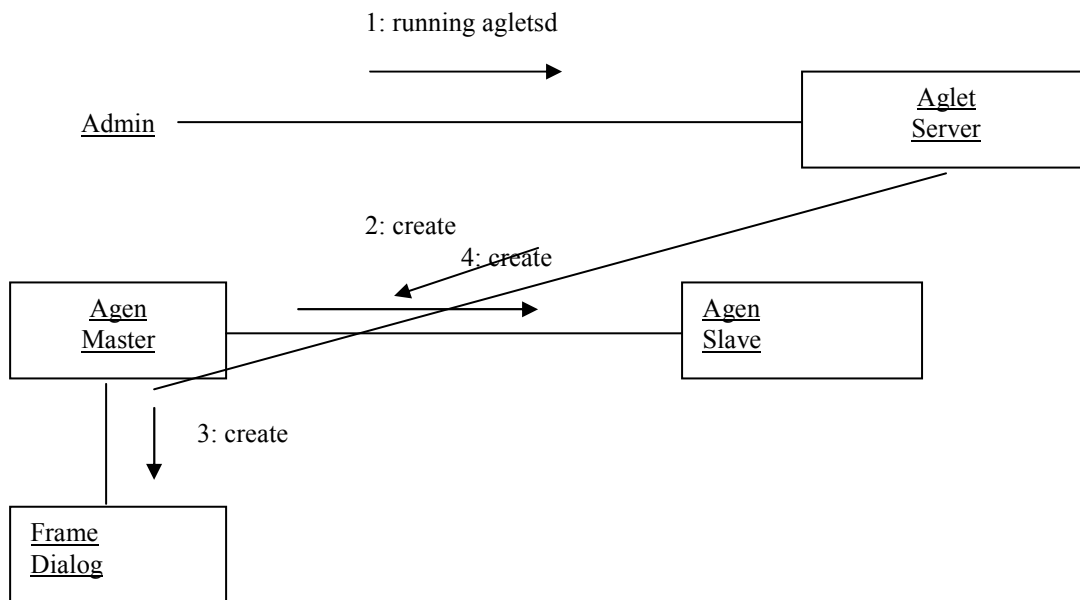 1: running agletsd
Admin
Aglet
Server
2: create
4: create
Agen
Master
Agen
Slave
3: create
Frame
Dialog